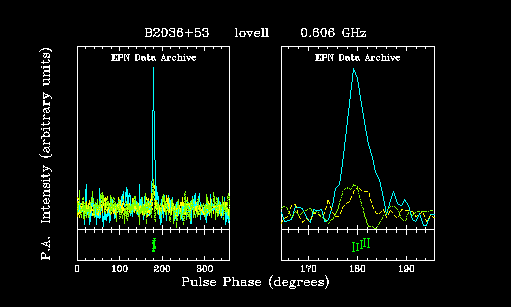 B2036+53 lovell 0.606 GHz
EPN Data Archive EPN Data Archive
P.A. Intensity (arbitrary units)
0 100 200 300 170 180 190
Pulse Phase (degrees)